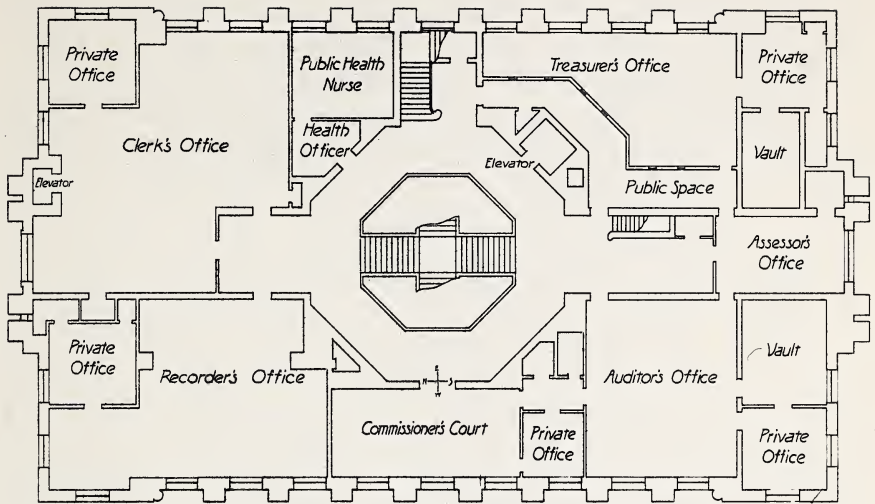 Private
Office
Public Health
Nurse
Treasurer's Office
Private
Office
Clerk's Office
Health
Officer
Elevator
Vault
Elevator
Public Space
Assessor's
Office
Private
Office
Recorder's Office
E
N S
W
Auditor's Office
Vault
Commissioner's Court
Private
Office
Private
Office